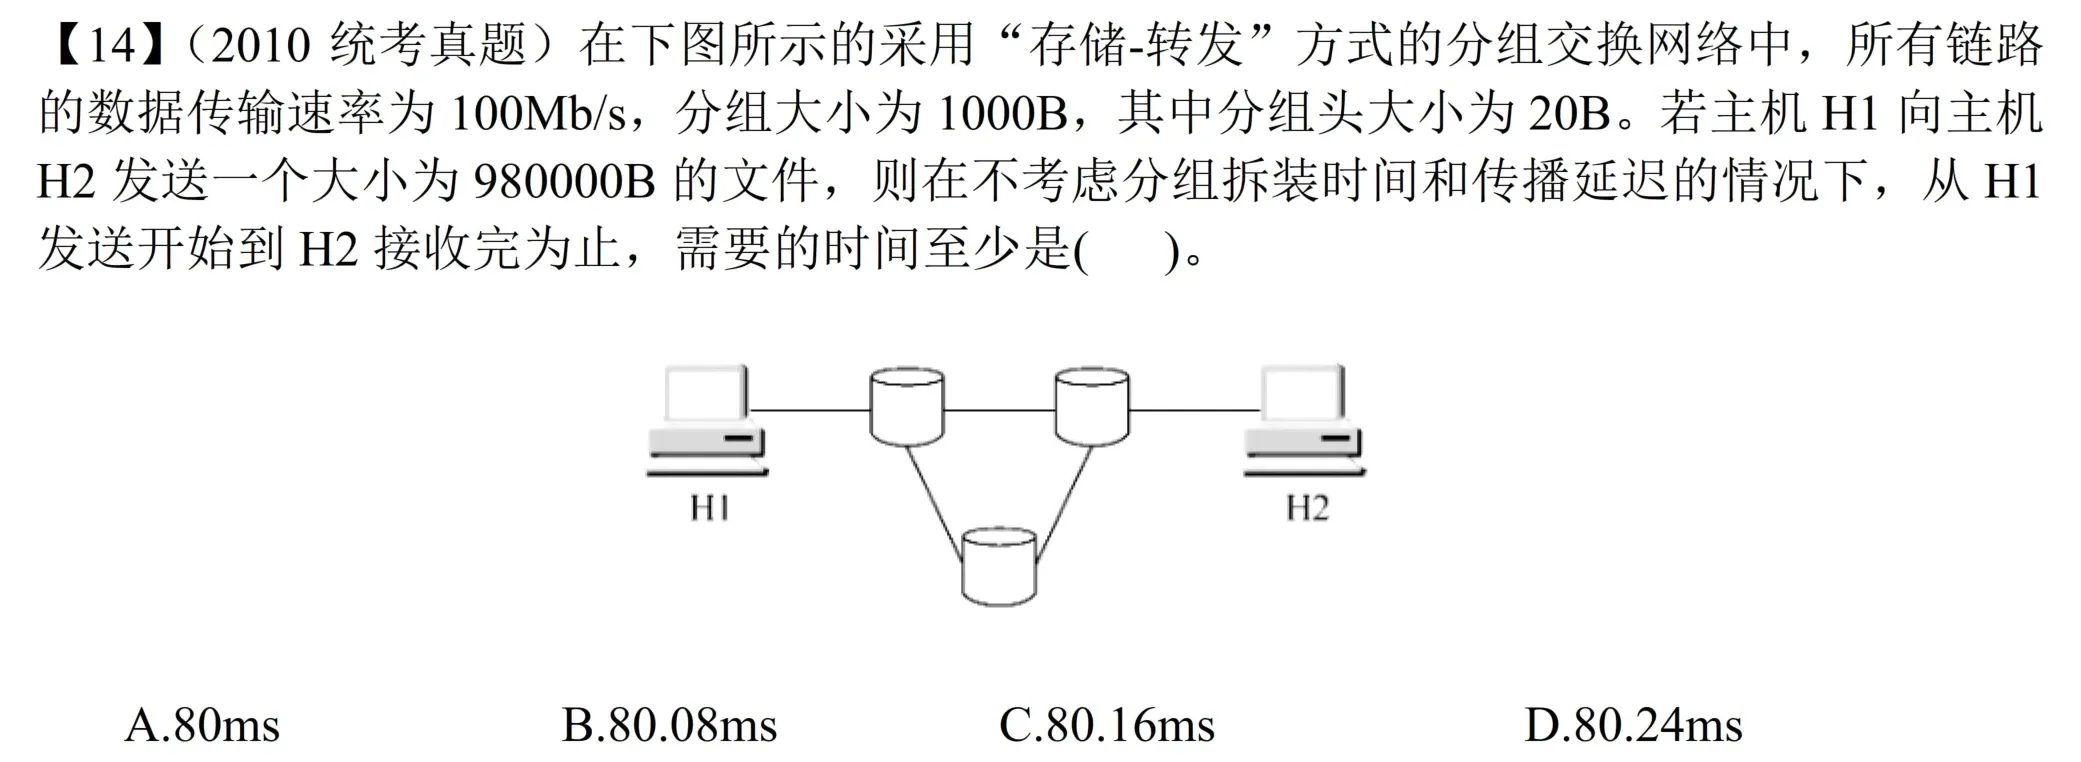 【14】（2010 统考真题）在下图所示的采用“存储-转发”方式的分组交换网络中，所有链路
的数据传输速率为 100Mb/s，分组大小为 1000B，其中分组头大小为 20B。若主机 H1 向主机
H2 发送一个大小为 980000B 的文件，则在不考虑分组拆装时间和传播延迟的情况下，从 H1
发送开始到 H2 接收完为止，需要的时间至少是(    )。
H1 H2
A.80ms B.80.08ms C.80.16ms D.80.24ms